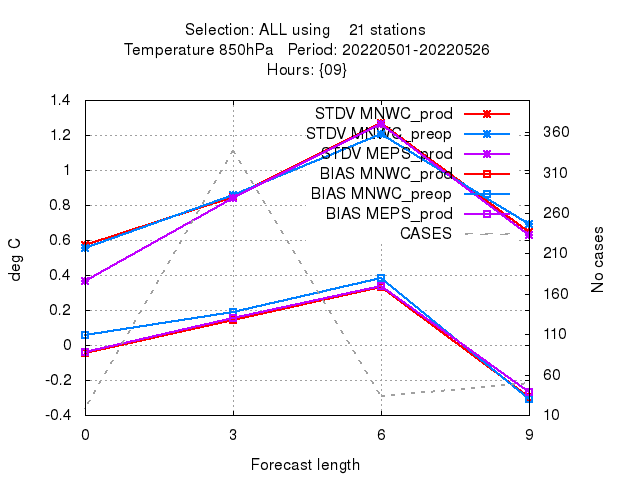 Selection: ALL using    21 stations
Temperature 850hPa   Period: 20220501-20220526
Hours: {09}
STDV MNWC_prod
STDV MNWC_preop
STDV MEPS_prod
BIAS MNWC_prod
BIAS MNWC_preop
BIAS MEPS_prod
CASES
deg C
1.4
1.2
1
0.8
0.6
0.4
0.2
0
-0.2
-0.4
360
310
260
210
160
110
60
10
No cases
0 3 6 9
Forecast length